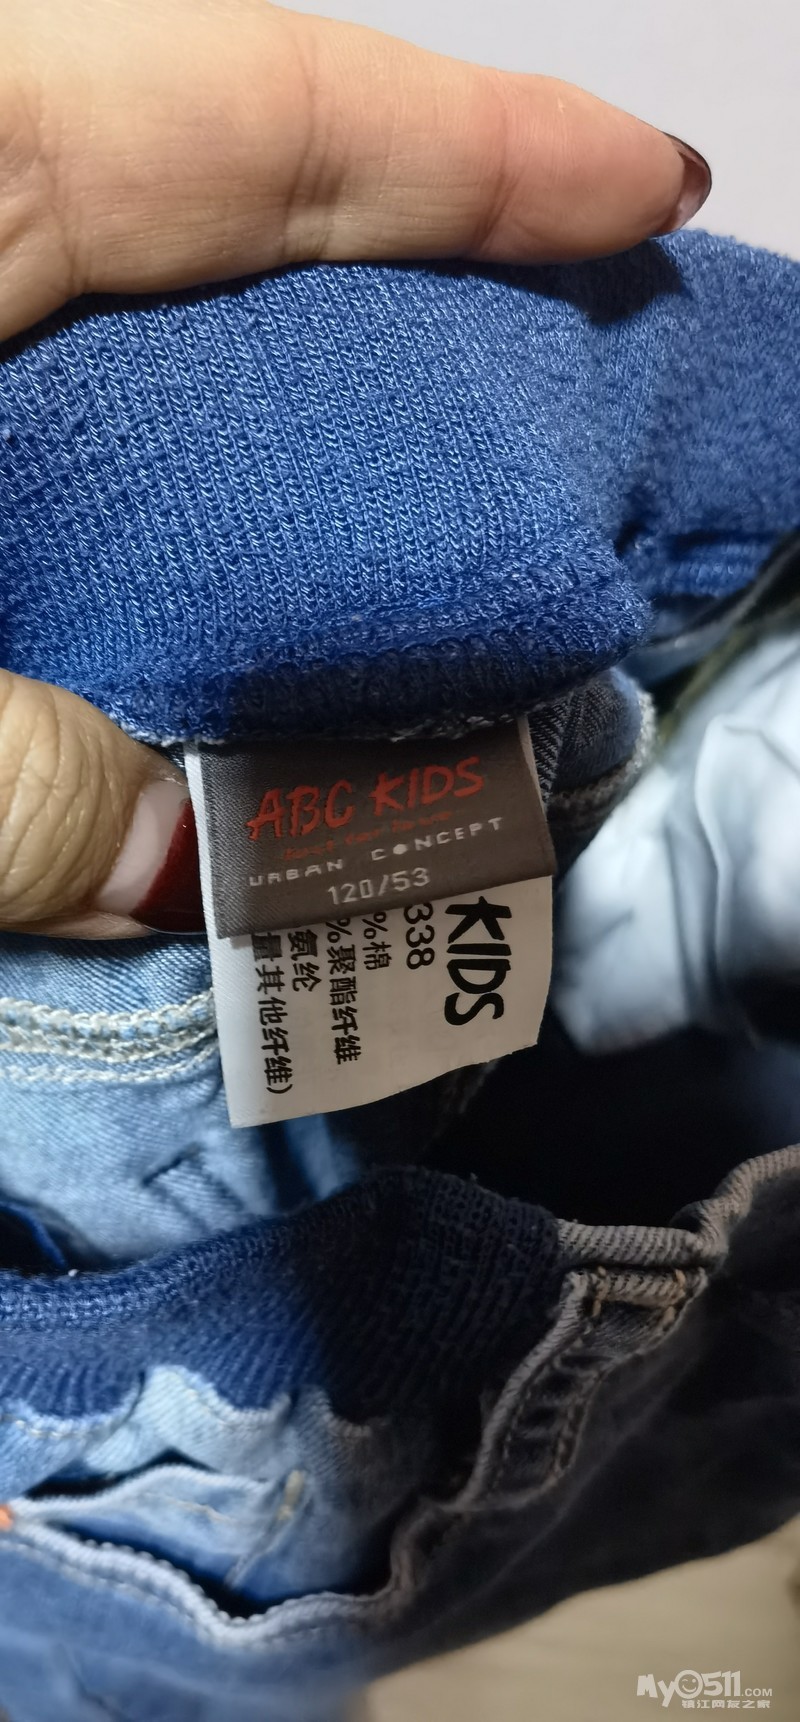 ABC KIDS
URBAN CONCEPT
120/53
KIDS
338
%棉
%聚酯纤维
氨纶
量其他纤维)
My0511.COM
镇江网友之家